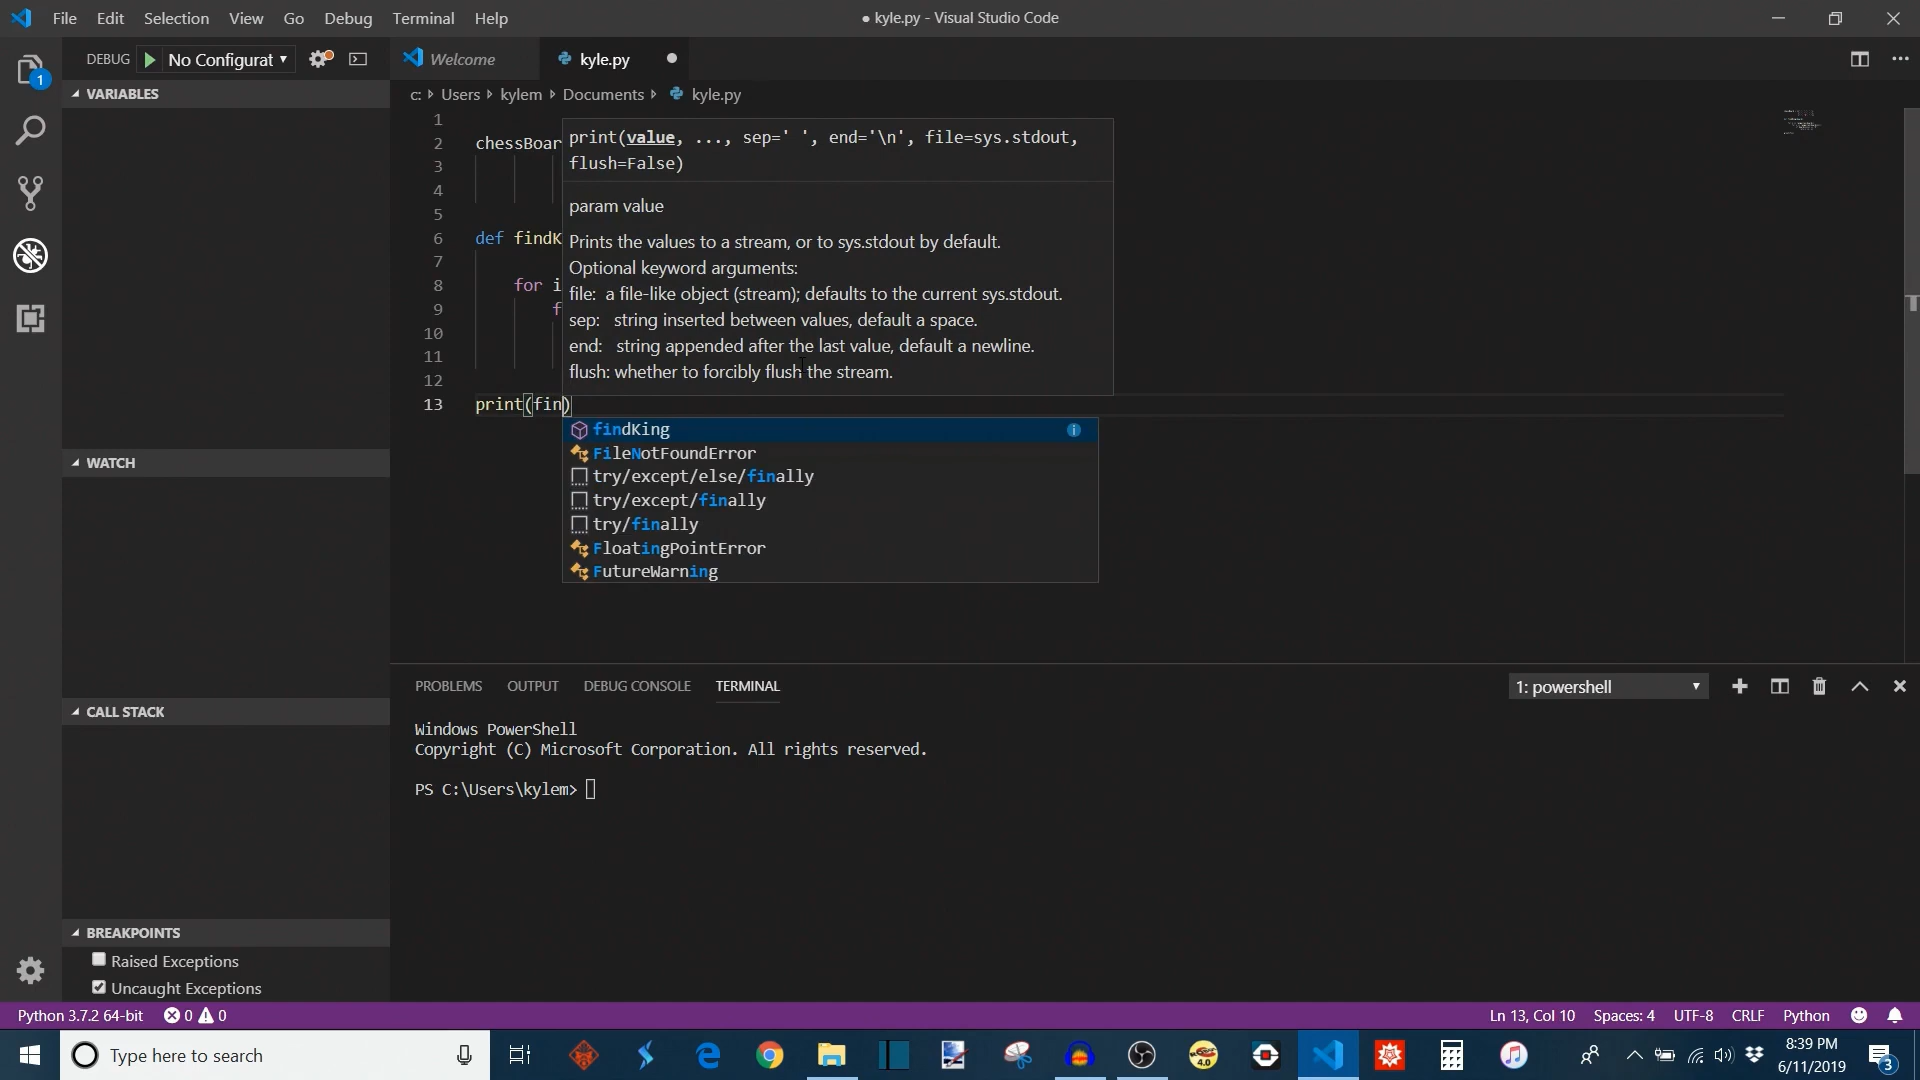 File Edit Selection View Go Debug Terminal Help
● kyle.py - Visual Studio Code
DEBUG No Configurat
Welcome
kyle.py
1
VARIABLES
c: Users kylem Documents kyle.py
1
2 chessBoar
3
4
5
6 def findK
7
8 for i
9 f
10
11
12
13 print(fin)
print(value, ..., sep=' ', end='\n', file=sys.stdout,
flush=False)
param value
Prints the values to a stream, or to sys.stdout by default.
Optional keyword arguments:
file: a file-like object (stream); defaults to the current sys.stdout.
sep: string inserted between values, default a space.
end: string appended after the last value, default a newline.
flush: whether to forcibly flush the stream.
findKing
FileNotFoundError
try/except/else/finally
try/except/finally
try/finally
FloatingPointError
FutureWarning
WATCH
CALL STACK
BREAKPOINTS
Raised Exceptions
Uncaught Exceptions
PROBLEMS OUTPUT DEBUG CONSOLE TERMINAL
1: powershell
Windows PowerShell
Copyright (C) Microsoft Corporation. All rights reserved.
PS C:\Users\kylem>
Python 3.7.2 64-bit 0 0
Ln 13, Col 10 Spaces: 4 UTF-8 CRLF Python
Type here to search
4.0
8:39 PM
6/11/2019
3